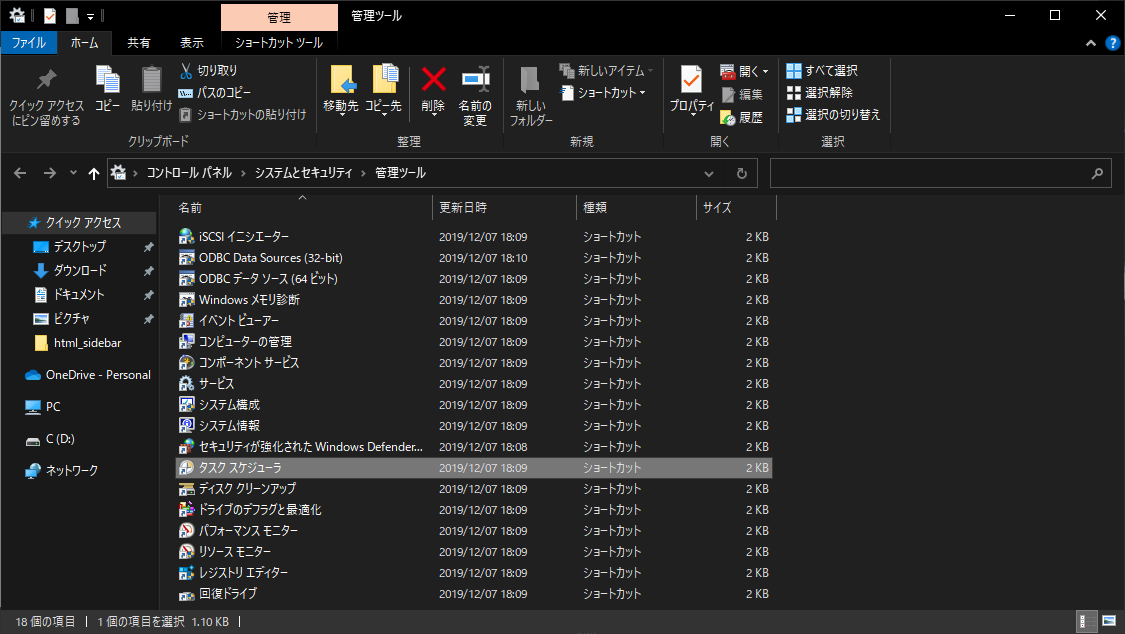 管理
管理ツール
ファイル ホーム 共有 表示 ショートカット ツール
クイック アクセス
にピン留めする
コピー
貼り付け
切り取り
パスのコピー
ショートカットの貼り付け
クリップボード
移動先
コピー先
削除
名前の
変更
整理
新しい
フォルダー
新しいアイテム
ショートカット
新規
プロパティ
開く
編集
履歴
開く
すべて選択
選択解除
選択の切り替え
選択
コントロール パネル › システムとセキュリティ › 管理ツール
クイック アクセス
デスクトップ
ダウンロード
ドキュメント
ピクチャ
html_sidebar
OneDrive - Personal
PC
C (D:)
ネットワーク
名前 更新日時 種類 サイズ
iSCSI イニシエーター 2019/12/07 18:09 ショートカット 2 KB
ODBC Data Sources (32-bit) 2019/12/07 18:10 ショートカット 2 KB
ODBC データ ソース (64 ビット) 2019/12/07 18:09 ショートカット 2 KB
Windows メモリ診断 2019/12/07 18:09 ショートカット 2 KB
イベント ビューアー 2019/12/07 18:09 ショートカット 2 KB
コンピューターの管理 2019/12/07 18:09 ショートカット 2 KB
コンポーネント サービス 2019/12/07 18:09 ショートカット 2 KB
サービス 2019/12/07 18:09 ショートカット 2 KB
システム構成 2019/12/07 18:09 ショートカット 2 KB
システム情報 2019/12/07 18:09 ショートカット 2 KB
セキュリティが強化された Windows Defender... 2019/12/07 18:08 ショートカット 2 KB
タスク スケジューラ 2019/12/07 18:09 ショートカット 2 KB
ディスク クリーンアップ 2019/12/07 18:09 ショートカット 2 KB
ドライブのデフラグと最適化 2019/12/07 18:09 ショートカット 2 KB
パフォーマンス モニター 2019/12/07 18:09 ショートカット 2 KB
リソース モニター 2019/12/07 18:09 ショートカット 2 KB
レジストリ エディター 2019/12/07 18:09 ショートカット 2 KB
回復ドライブ 2019/12/07 18:09 ショートカット 2 KB
18 個の項目 1 個の項目を選択 1.10 KB